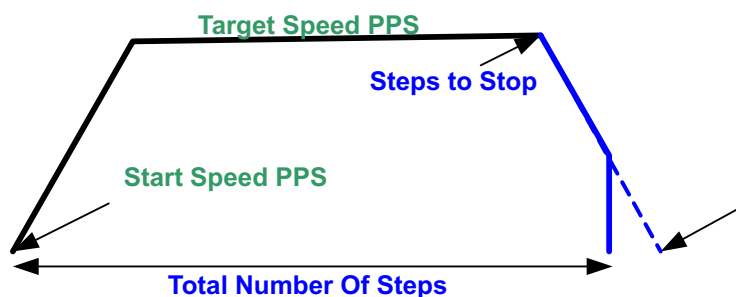 Target Speed PPS
Steps to Stop
Start Speed PPS
Total Number Of Steps